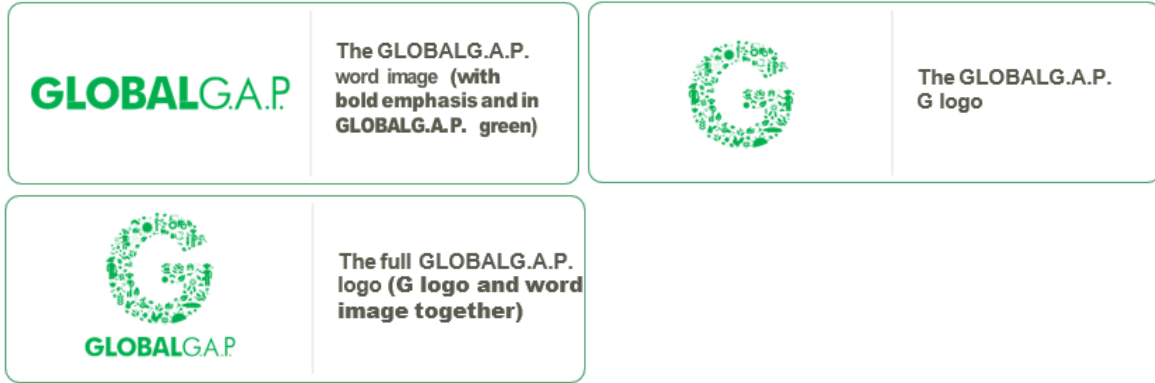 GLOBALG.A.P.
The GLOBALG.A.P.
word image (with
bold emphasis and in
GLOBALG.A.P. green)
The GLOBALG.A.P.
G logo
G
GLOBALG.A.P.
The full GLOBALG.A.P.
logo (G logo and word
image together)